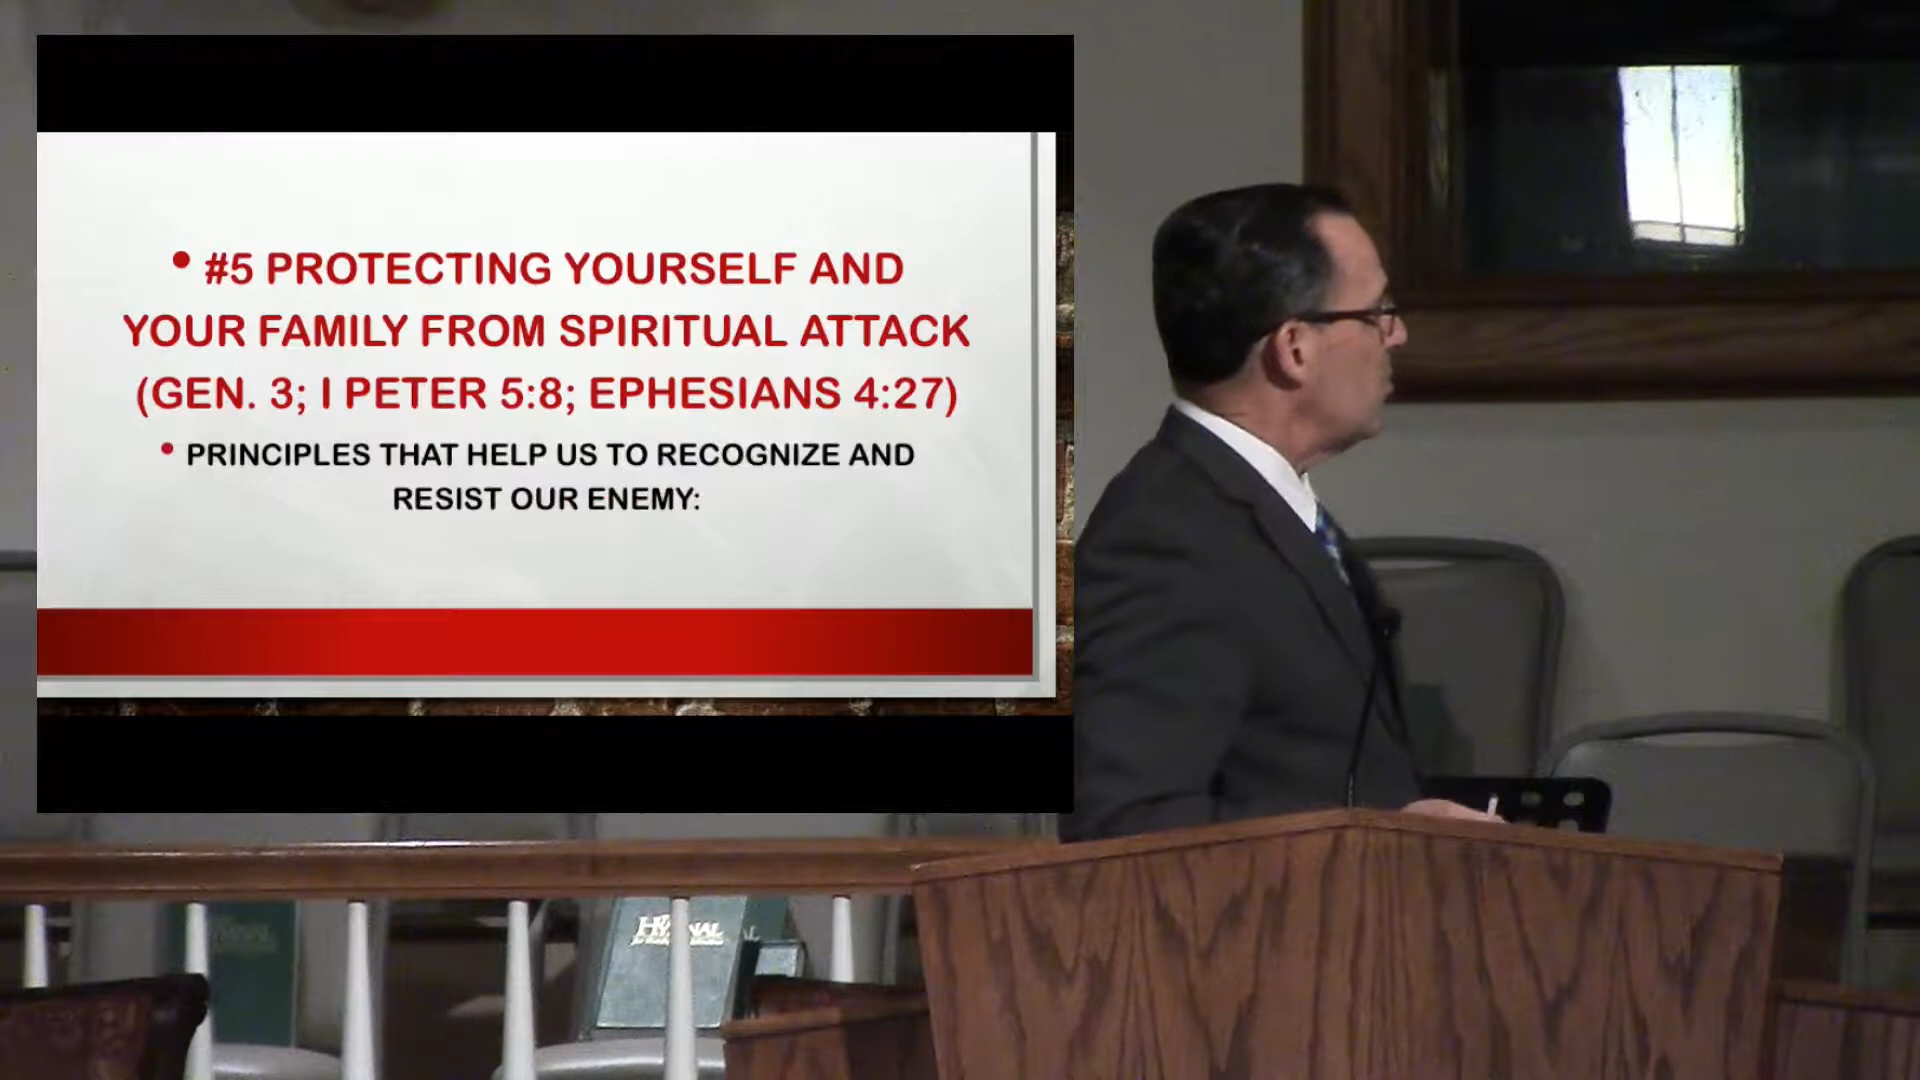 • #5 PROTECTING YOURSELF AND
YOUR FAMILY FROM SPIRITUAL ATTACK
(GEN. 3; I PETER 5:8; EPHESIANS 4:27)
• PRINCIPLES THAT HELP US TO RECOGNIZE AND
RESIST OUR ENEMY:
HYMNAL